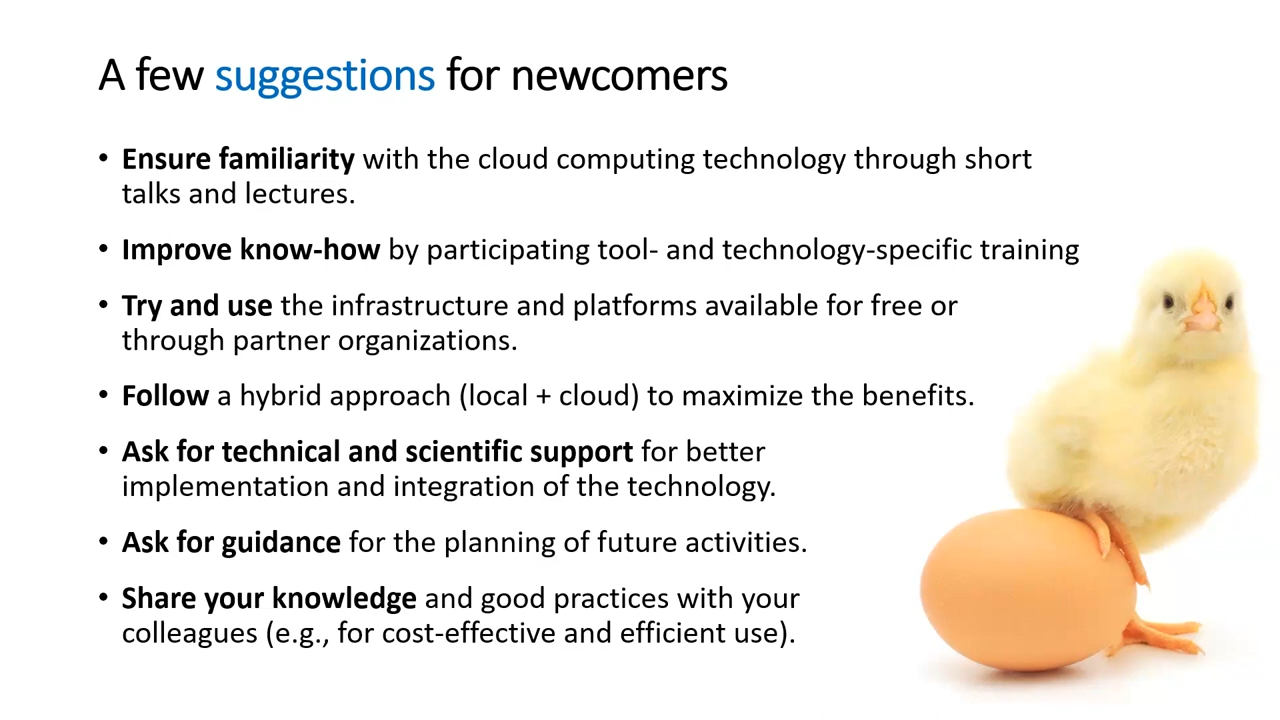 A few suggestions for newcomers
• Ensure familiarity with the cloud computing technology through short
talks and lectures.
• Improve know-how by participating tool- and technology-specific training
• Try and use the infrastructure and platforms available for free or
through partner organizations.
• Follow a hybrid approach (local + cloud) to maximize the benefits.
• Ask for technical and scientific support for better
implementation and integration of the technology.
• Ask for guidance for the planning of future activities.
• Share your knowledge and good practices with your
colleagues (e.g., for cost-effective and efficient use).